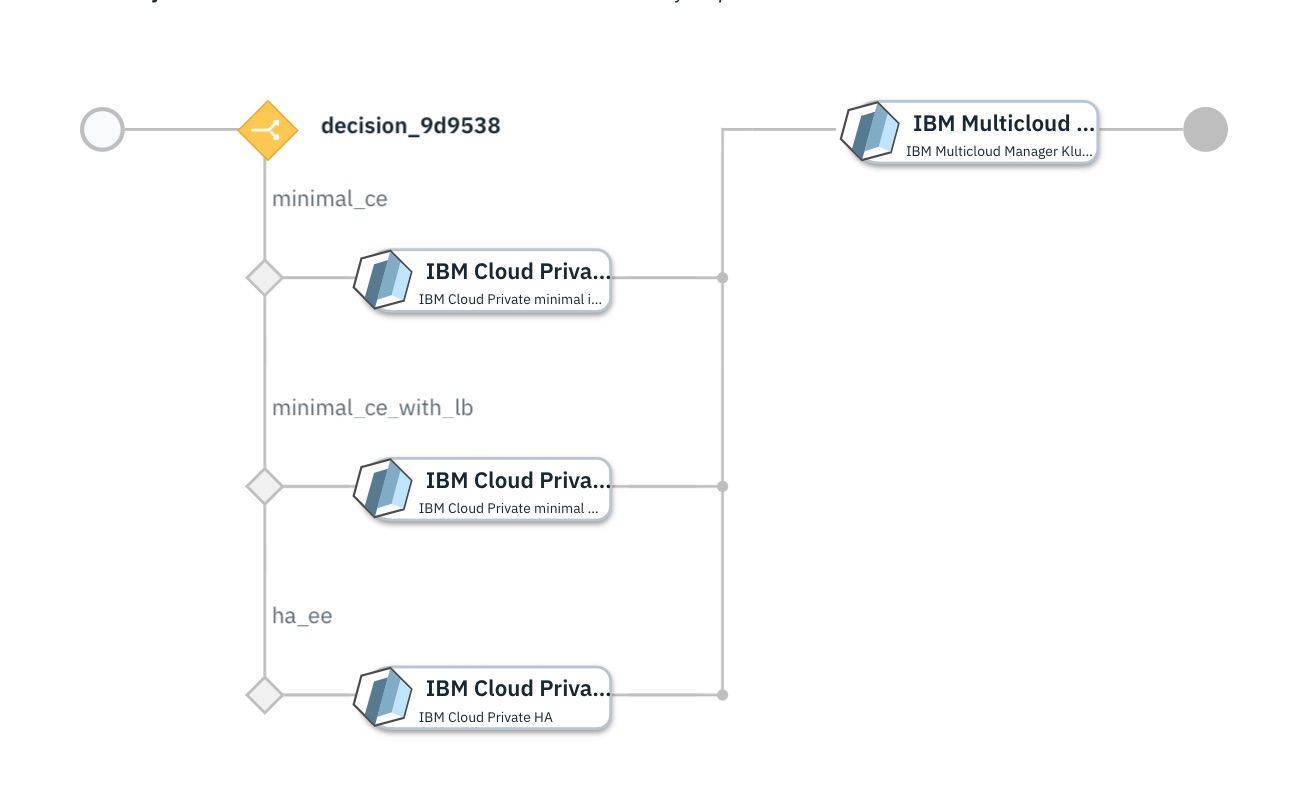 decision_9d9538
IBM Multicloud ...
IBM Multicloud Manager Klu...
minimal_ce
IBM Cloud Priva...
IBM Cloud Private minimal i...
minimal_ce_with_lb
IBM Cloud Priva...
IBM Cloud Private minimal ...
ha_ee
IBM Cloud Priva...
IBM Cloud Private HA